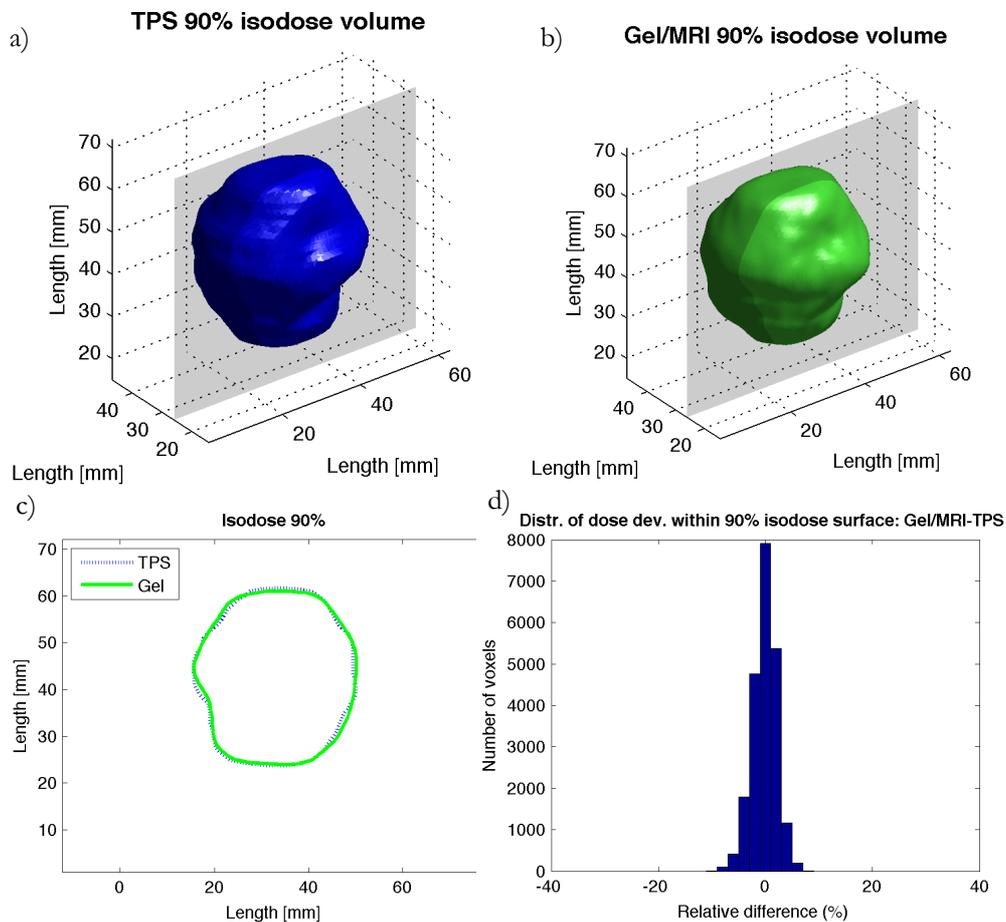 a)
TPS 90% isodose volume
70
60
50
40
30
20
Length [mm]
40
30
20
Length [mm]
20
40
60
Length [mm]
b)
Gel/MRI 90% isodose volume
70
60
50
40
30
20
Length [mm]
40
30
20
Length [mm]
20
40
60
Length [mm]
c)
Isodose 90%
TPS
Gel
70
60
50
40
30
20
10
Length [mm]
0
20
40
60
Length [mm]
d)
Distr. of dose dev. within 90% isodose surface: Gel/MRI-TPS
8000
7000
6000
5000
4000
3000
2000
1000
0
Number of voxels
-40
-20
0
20
40
Relative difference (%)